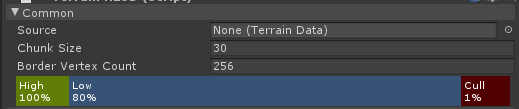 Common
Source None (Terrain Data)
Chunk Size 30
Border Vertex Count 256
High Low Cull
100% 80% 1%